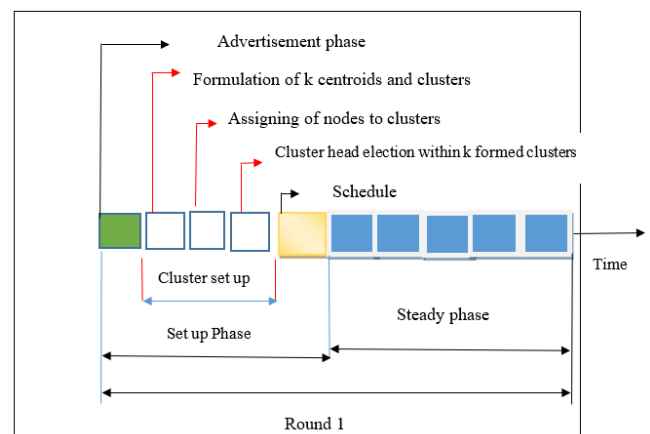 Advertisement phase
Formulation of k centroids and clusters
Assigning of nodes to clusters
Cluster head election within k formed clusters
Schedule
Time
Cluster set up
Steady phase
Set up Phase
Round 1